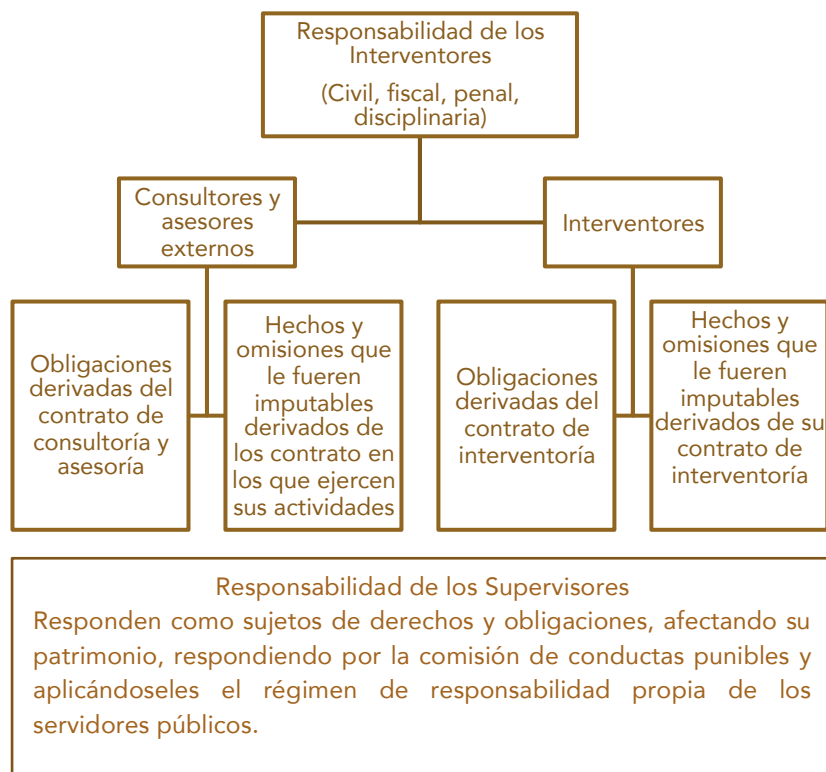 Responsabilidad de los
Interventores
(Civil, fiscal, penal,
disciplinaria)
Consultores y
asesores
externos
Interventores
Obligaciones
derivadas del
contrato de
consultoría y
asesoría
Hechos y
omisiones que
le fueren
imputables
derivados de
los contrato en
los que ejercen
sus actividades
Obligaciones
derivadas del
contrato de
interventoría
Hechos y
omisiones que
le fueren
imputables
derivados de su
contrato de
interventoría
Responsabilidad de los Supervisores
Responden como sujetos de derechos y obligaciones, afectando su
patrimonio, respondiendo por la comisión de conductas punibles y
aplicándoseles el régimen de responsabilidad propia de los
servidores públicos.